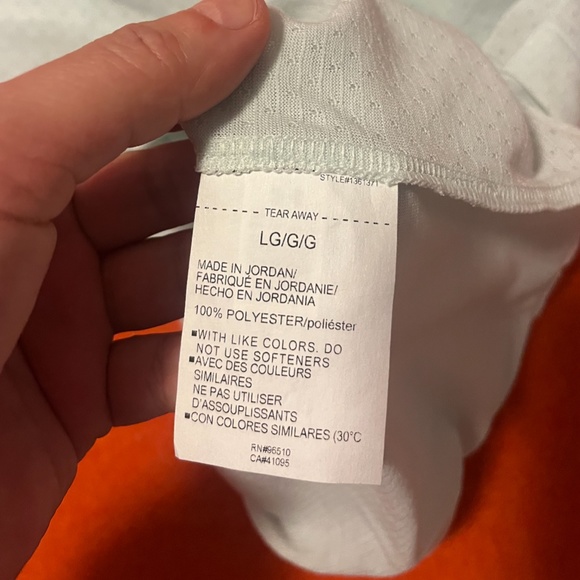 STYLE#1361371
TEAR AWAY
LG/G/G
MADE IN JORDAN/
FABRIQUÉ EN JORDANIE/
HECHO EN JORDANIA
100% POLYESTER/poliéster
▪WITH LIKE COLORS. DO
NOT USE SOFTENERS
▪AVEC DES COULEURS
SIMILAIRES
NE PAS UTILISER
D'ASSOUPLISSANTS
▪CON COLORES SIMILARES (30°C
RN#96510
CA#41095